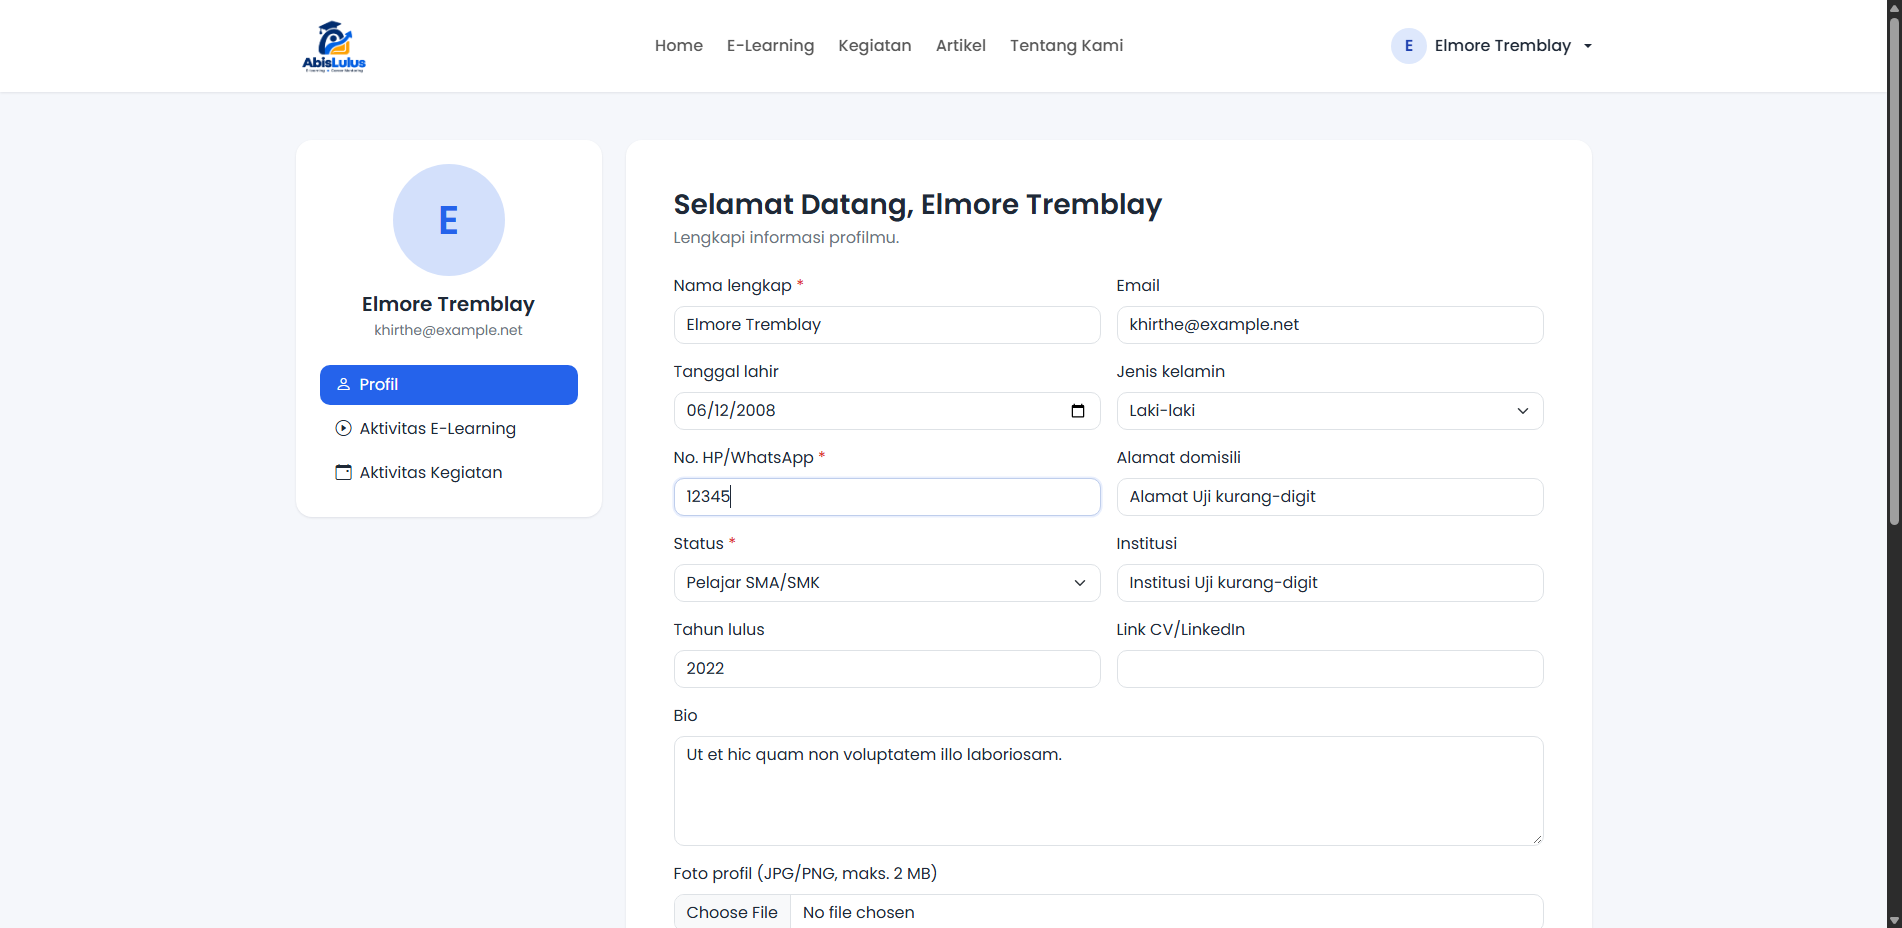 AbisLulus
Home
E-Learning
Kegiatan
Artikel
Tentang Kami
E
Elmore Tremblay
E
Elmore Tremblay
khirthe@example.net
Profil
Aktivitas E-Learning
Aktivitas Kegiatan
Selamat Datang, Elmore Tremblay
Lengkapi informasi profilmu.
Nama lengkap *
Elmore Tremblay
Email
khirthe@example.net
Tanggal lahir
06/12/2008
Jenis kelamin
Laki-laki
No. HP/WhatsApp *
12345
Alamat domisili
Alamat Uji kurang-digit
Status *
Pelajar SMA/SMK
Institusi
Institusi Uji kurang-digit
Tahun lulus
2022
Link CV/LinkedIn
Bio
Ut et hic quam non voluptatem illo laboriosam.
Foto profil (JPG/PNG, maks. 2 MB)
Choose File
No file chosen